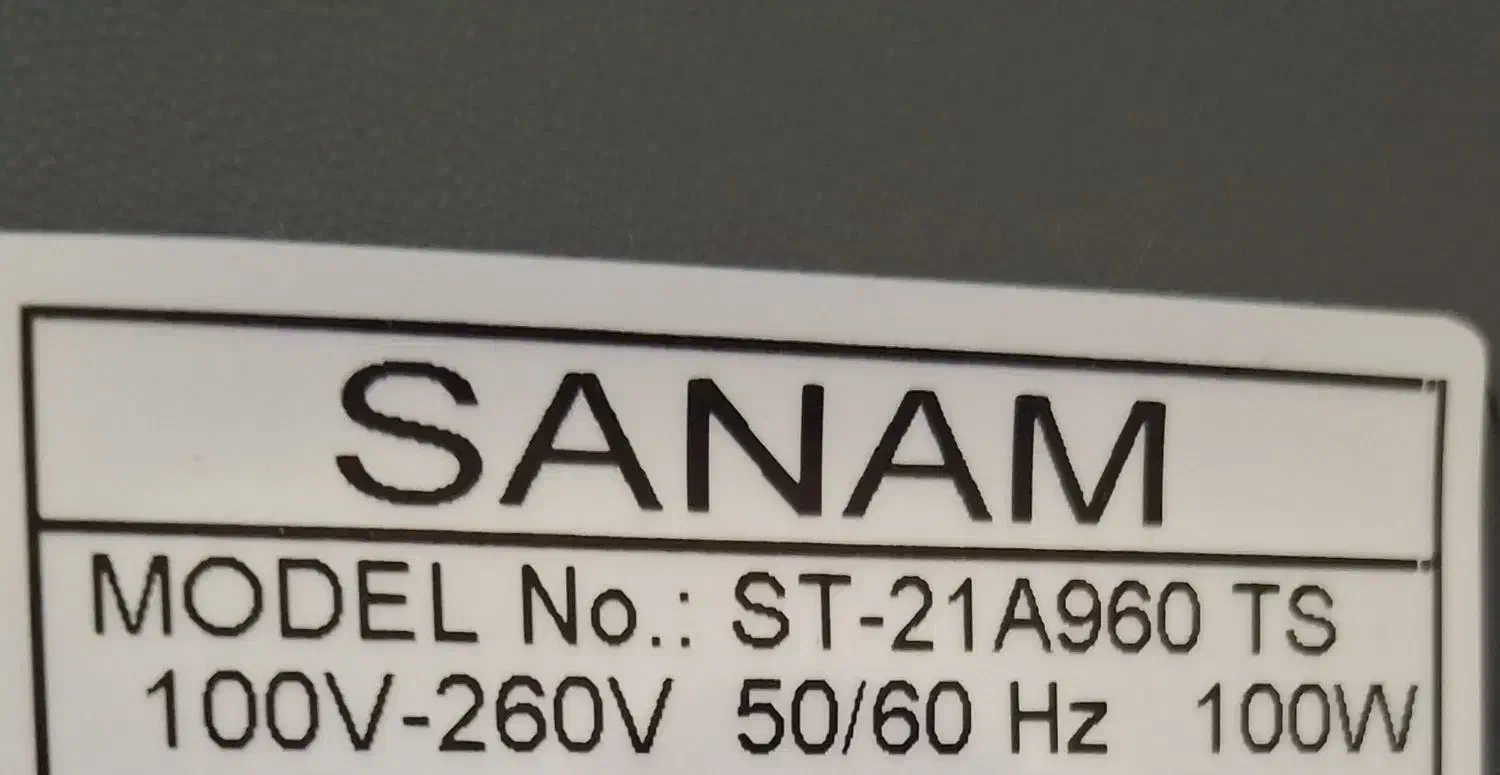 SANAM
MODEL No.: ST-21A960 TS
100V-260V 50/60 Hz 100W